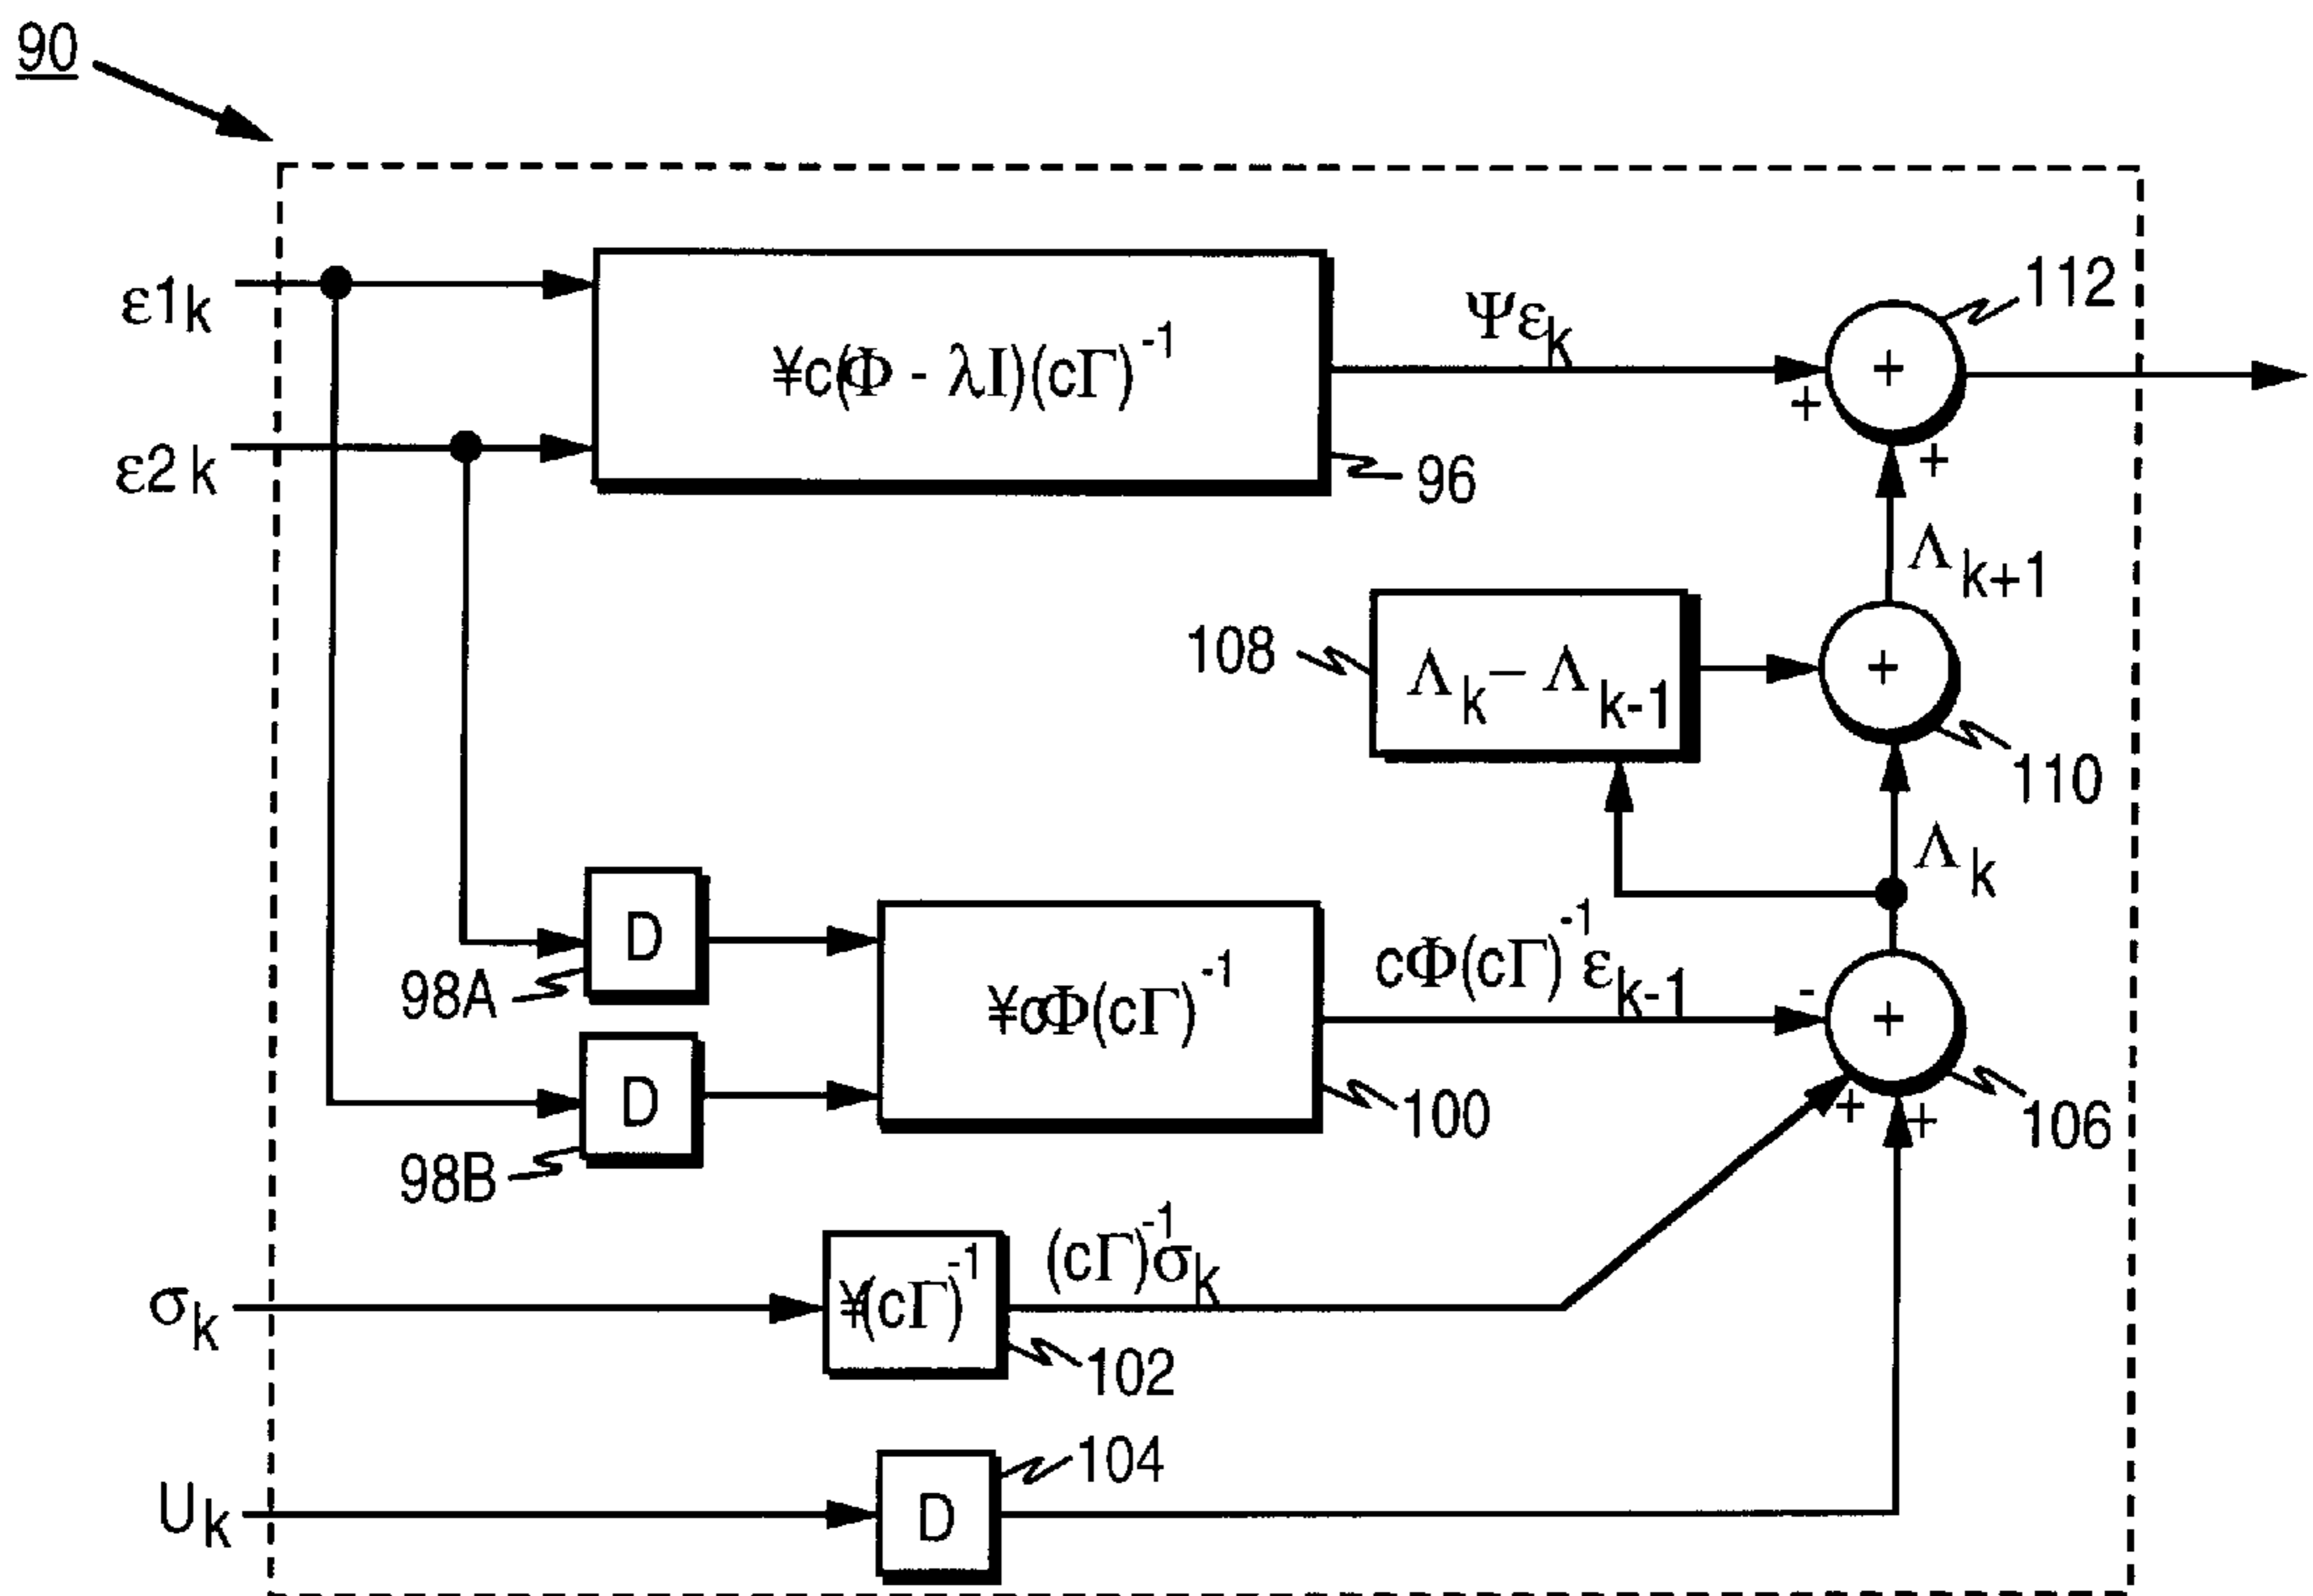 90
ε1k
¥c(Φ - λI)(cΓ)⁻¹
Ψεk
+
112
+
+
ε2 k
96
Λk+1
108
Λk – Λk-1
+
110
Λk
D
98A
¥cΦ(cΓ)⁻¹
cΦ(cΓ)⁻¹εk-1
-
+
D
98B
100
+
+
106
σk
¥(cΓ)⁻¹
(cΓ)⁻¹σk
102
Uk
D
104